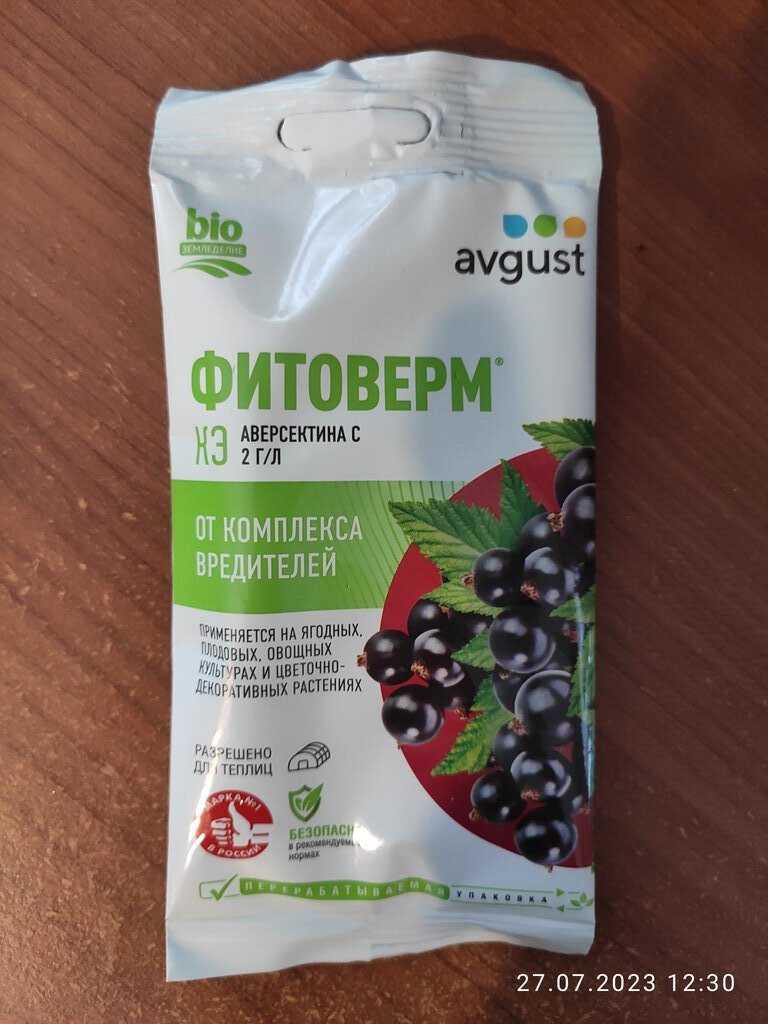 bio
ЗЕМЛЕДЕЛИЕ
avgust
ФИТОВЕРМ®
КЭ
АВЕРСЕКТИНА С
2 Г/Л
ОТ КОМПЛЕКСА
ВРЕДИТЕЛЕЙ
ПРИМЕНЯЕТСЯ НА ЯГОДНЫХ,
ПЛОДОВЫХ, ОВОЩНЫХ
КУЛЬТУРАХ И ЦВЕТОЧНО-
ДЕКОРАТИВНЫХ РАСТЕНИЯХ
РАЗРЕШЕНО
ДЛЯ ТЕПЛИЦ
МАРКА №1
В РОССИИ
в рекомендуемых
нормах
ПЕРЕРАБАТЫВАЕМАЯ УПАКОВКА
27.07.2023 12:30